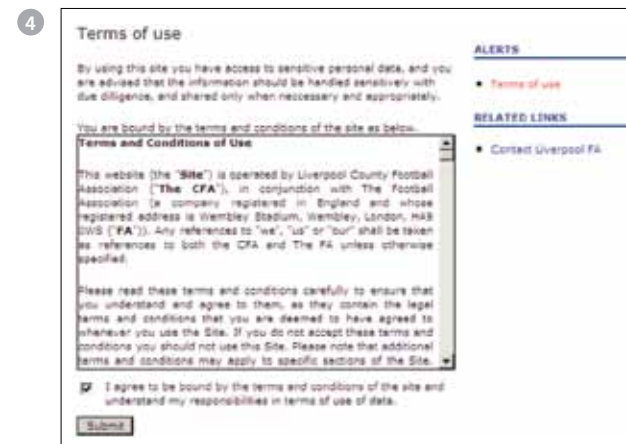 4
Terms of use
By using this site you have access to sensitive personal data, and you
are advised that the information should be handled sensitively with
due diligence, and shared only when neccessary and appropriately.
You are bound by the terms and conditions of the site as below.
Terms and Conditions of Use
This website (the "Site") is operated by Liverpool County Football
Association ("The CFA"), in conjunction with The Football
Association (a company registered in England and whose
registered address is Wembley Stadium, Wembley, London, HA9
0WS ("FA")). Any references to "we", "us" or "our" shall be taken
as references to both the CFA and The FA unless otherwise
specified.
Please read these terms and conditions carefully to ensure that
you understand and agree to them, as they contain the legal
terms and conditions that you are deemed to have agreed to
whenever you use the Site. If you do not accept these terms and
conditions you should not use this Site. Please note that additional
terms and conditions may apply to specific sections of the Site.
I agree to be bound by the terms and conditions of the site and
understand my responsibilities in terms of use of data.
Submit
ALERTS
Terms of use
RELATED LINKS
Contact Liverpool FA